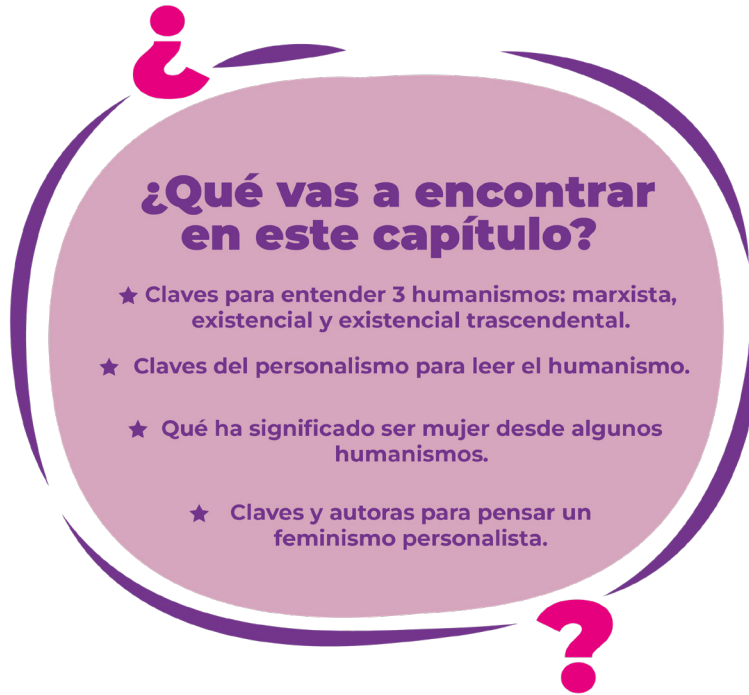 ¿
¿Qué vas a encontrar
en este capítulo?
★ Claves para entender 3 humanismos: marxista,
existencial y existencial trascendental.
★ Claves del personalismo para leer el humanismo.
★ Qué ha significado ser mujer desde algunos
humanismos.
★ Claves y autoras para pensar un
feminismo personalista.
?